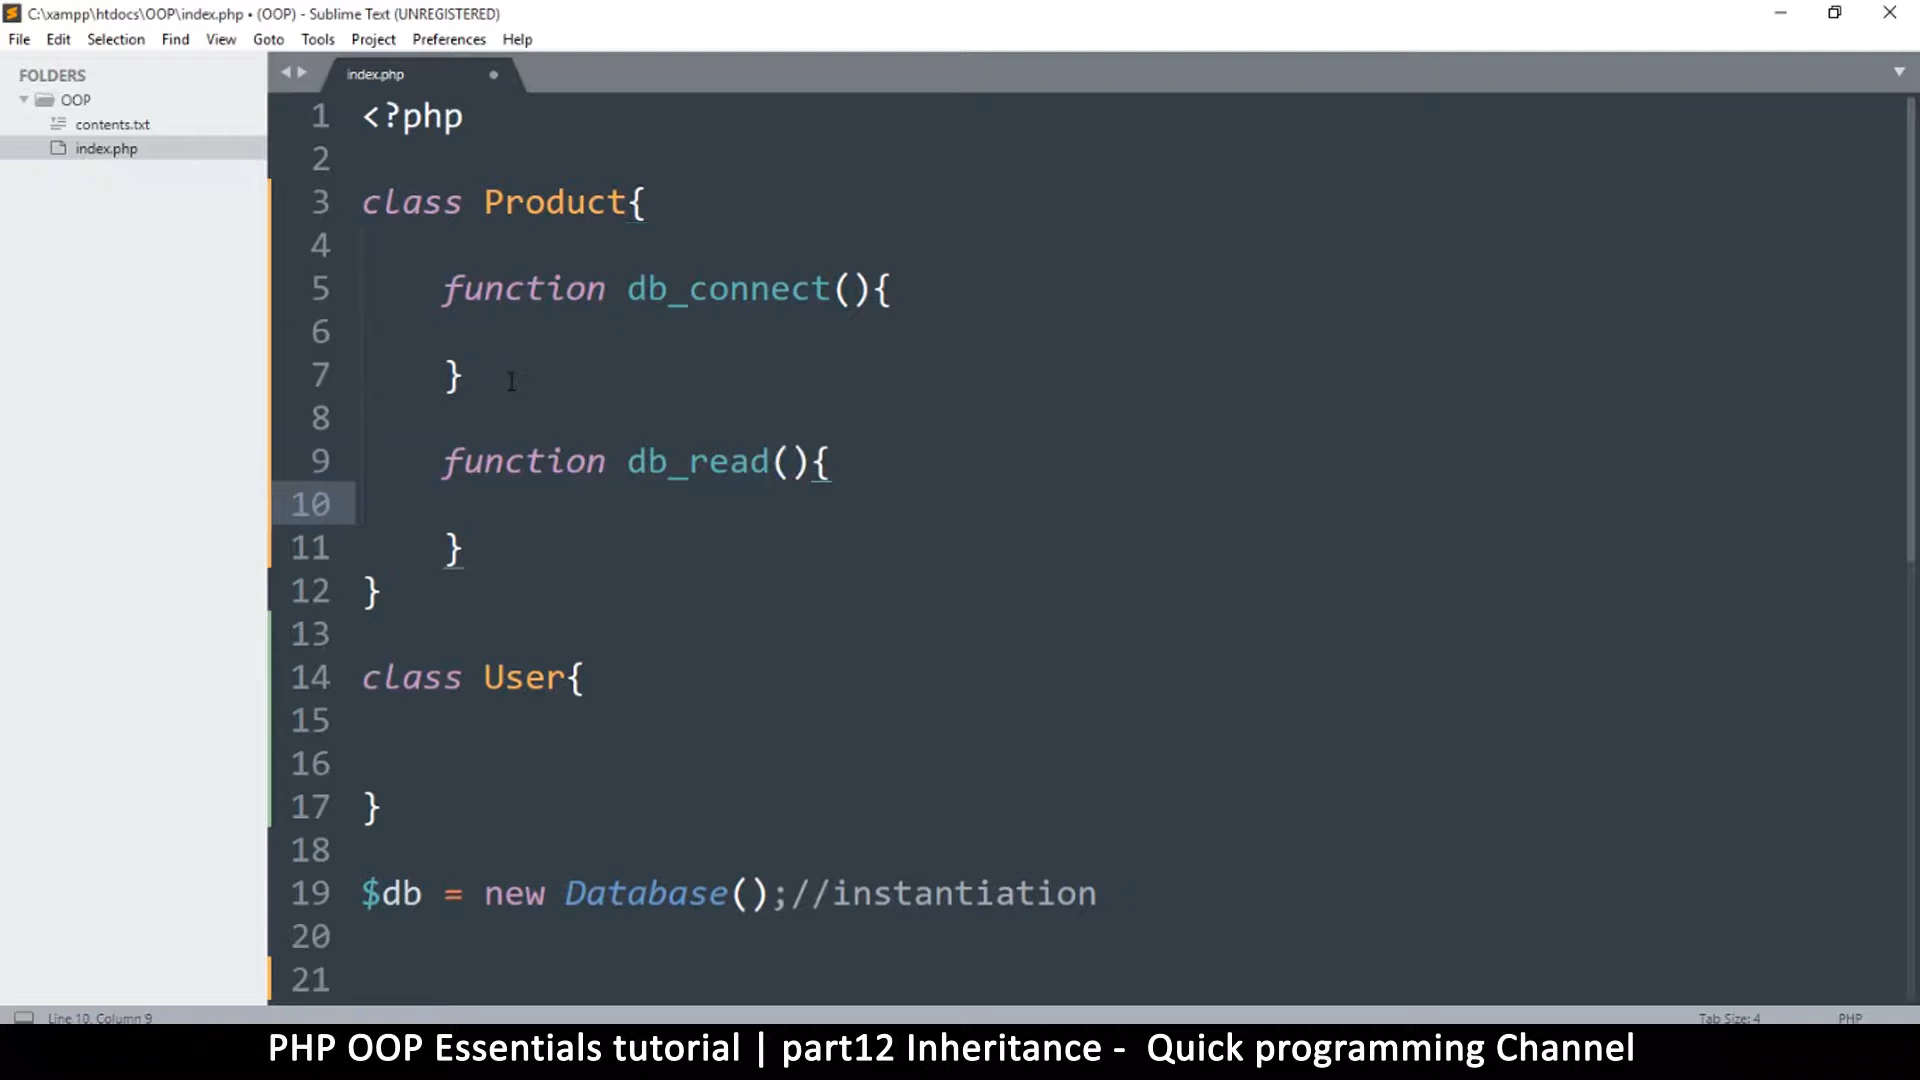 C:\xampp\htdocs\OOP\index.php • (OOP) - Sublime Text (UNREGISTERED)
File Edit Selection Find View Goto Tools Project Preferences Help
FOLDERS
OOP
contents.txt
index.php
index.php
1 <?php
2
3 class Product{
4
5 function db_connect(){
6
7 }
8
9 function db_read(){
10
11 }
12 }
13
14 class User{
15
16
17 }
18
19 $db = new Database();//instantiation
20
21
Line 10, Column 9 Tab Size: 4 PHP
PHP OOP Essentials tutorial | part12 Inheritance - Quick programming Channel